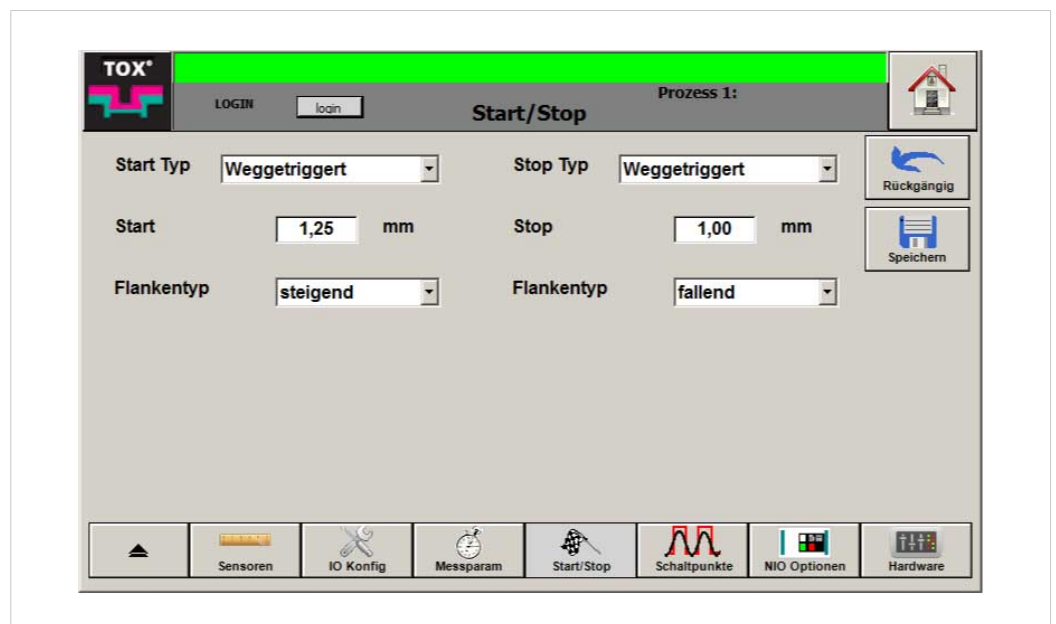 TOX®
LOGIN login Start/Stop Prozess 1:
Start Typ Weggetriggert Stop Typ Weggetriggert
Rückgängig
Start 1,25 mm Stop 1,00 mm
Speichern
Flankentyp steigend Flankentyp fallend
Sensoren IO Konfig Messparam Start/Stop Schaltpunkte NIO Optionen Hardware